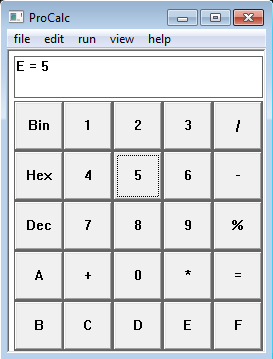 ProCalc
file edit run view help
E = 5
Bin 1 2 3 /
Hex 4 5 6 -
Dec 7 8 9 %
A + 0 * =
B C D E F